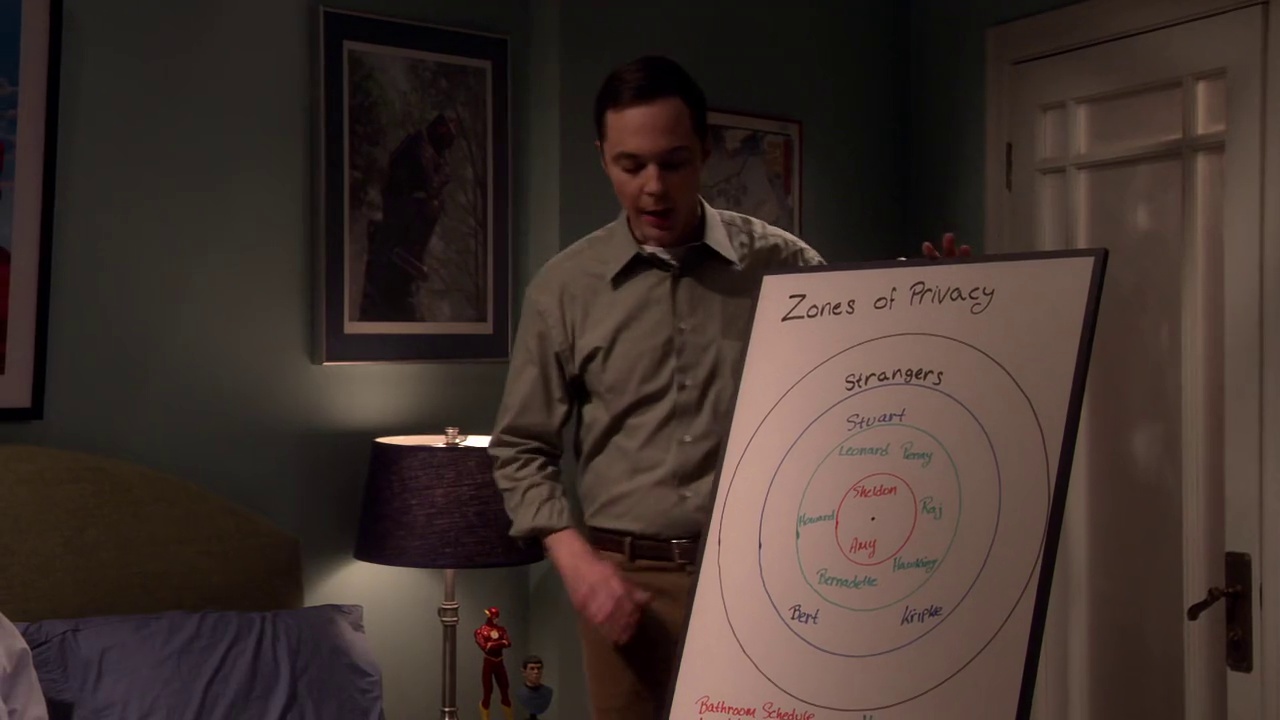 Zones of Privacy
Strangers
Stuart
Leonard Penny
Sheldon
Howard Raj
Amy
Hawking
Bernadette
Bert Kripke
Bathroom Schedule